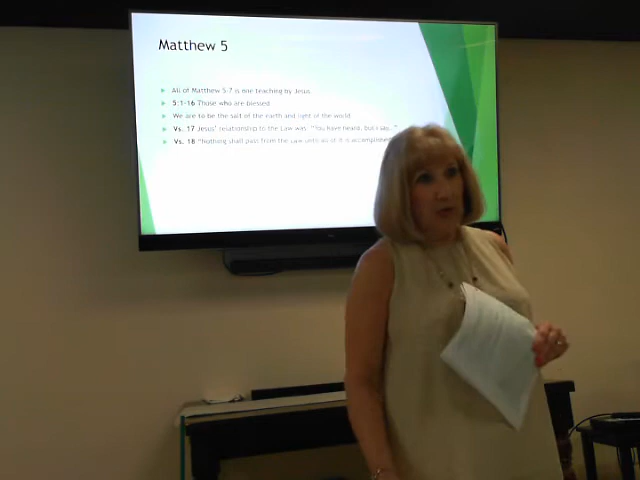 Matthew 5
All of Matthew 5-7 is one teaching by Jesus
5:1-16 Those who are blessed
We are to be the salt of the earth and light of the world
Vs. 17 Jesus' relationship to the Law was: "You have heard, but I say…"
Vs. 18 "Nothing shall pass from the Law until all of it is accomplished